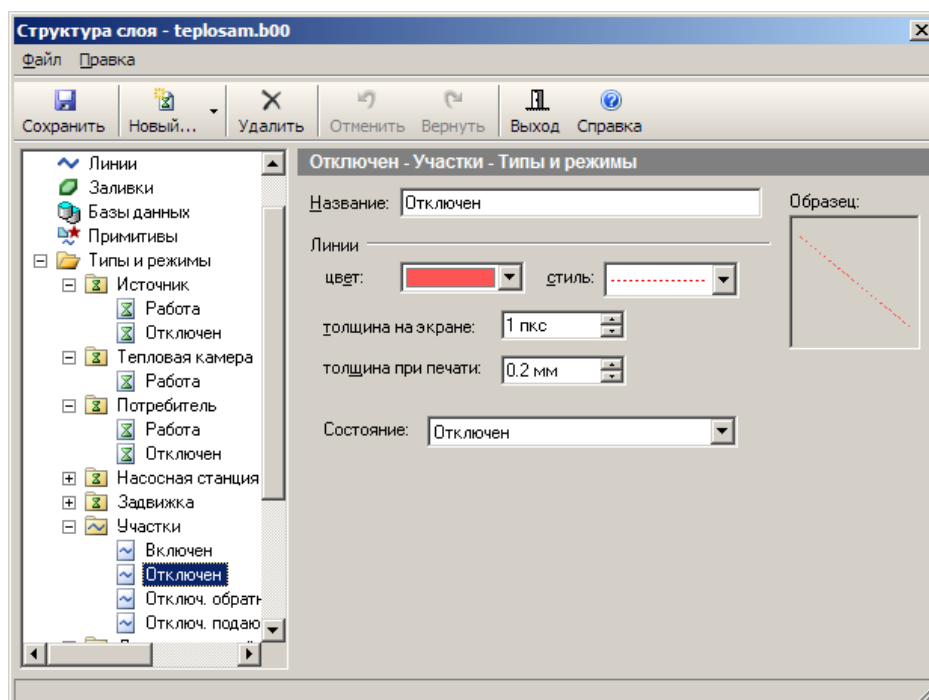 Структура слоя - teplosam.b00
Файл Правка
Сохранить Новый... Удалить Отменить Вернуть Выход Справка
Линии
Заливки
Базы данных
Примитивы
Типы и режимы
Источник
Работа
Отключен
Тепловая камера
Работа
Потребитель
Работа
Отключен
Насосная станция
Задвижка
Участки
Включен
Отключен
Отключ. обратн
Отключ. подаю
Отключен - Участки - Типы и режимы
Название: Отключен
Образец:
Линии
цвет: стиль:
толщина на экране: 1 пкс
толщина при печати: 0.2 мм
Состояние: Отключен